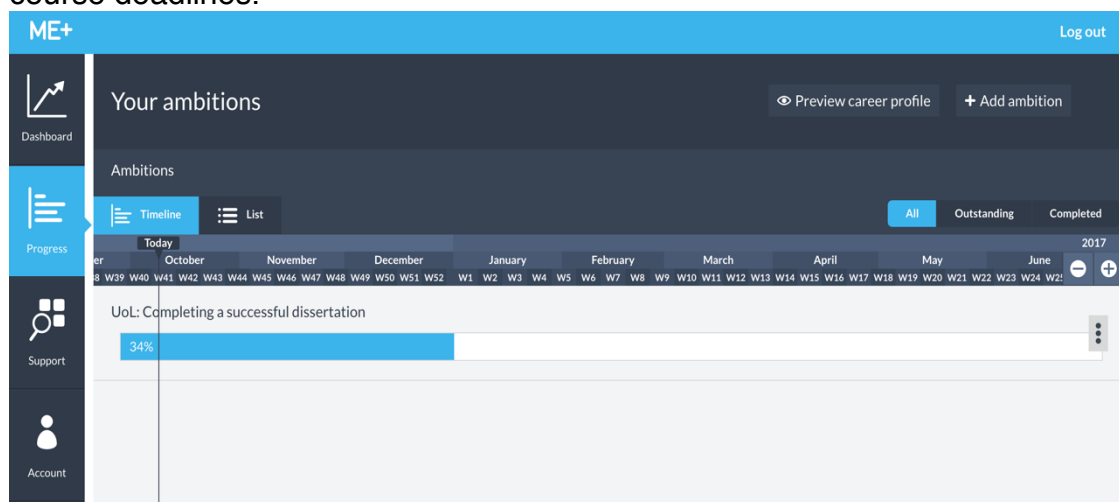 course deadlines.
ME+
Log out
Dashboard
Your ambitions
Preview career profile
+ Add ambition
Ambitions
Progress
Timeline
List
All
Outstanding
Completed
Today
2017
er October November December January February March April May June
W39 W40 W41 W42 W43 W44 W45 W46 W47 W48 W49 W50 W51 W52 W1 W2 W3 W4 W5 W6 W7 W8 W9 W10 W11 W12 W13 W14 W15 W16 W17 W18 W19 W20 W21 W22 W23 W24
UoL: Completing a successful dissertation
34%
Support
Account